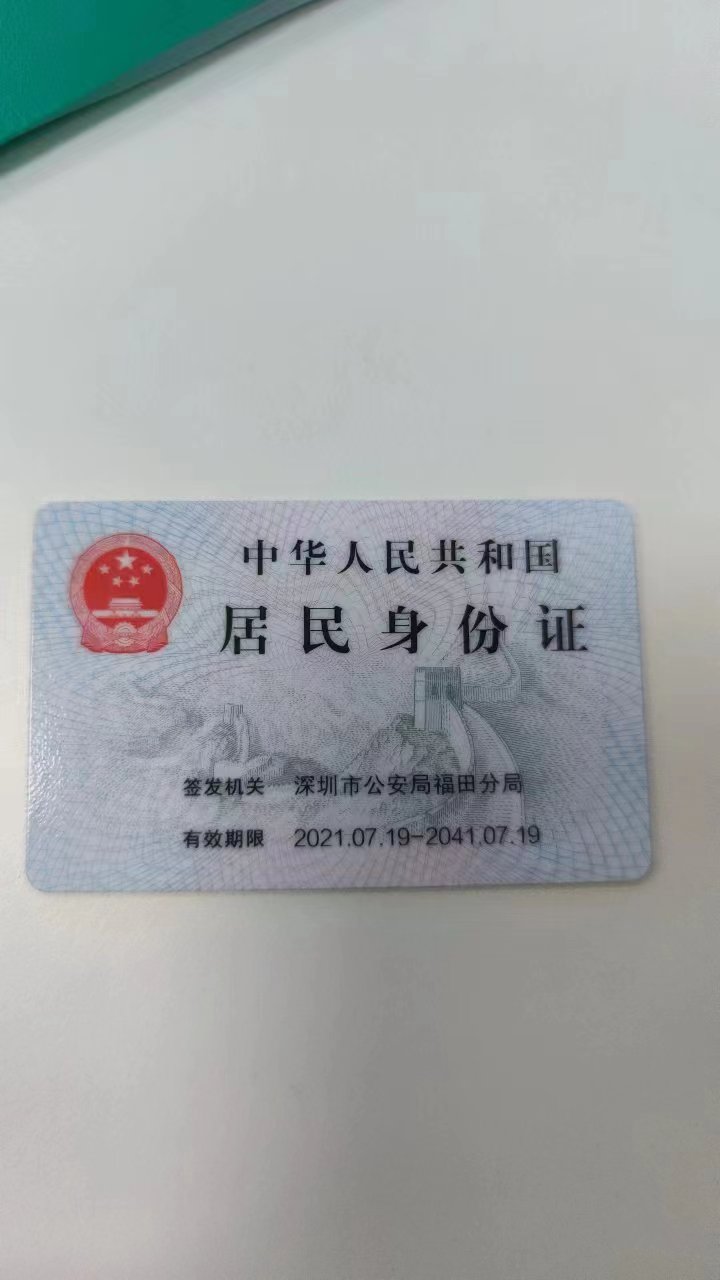 中华人民共和国
居民身份证
签发机关 深圳市公安局福田分局
有效期限 2021.07.19-2041.07.19